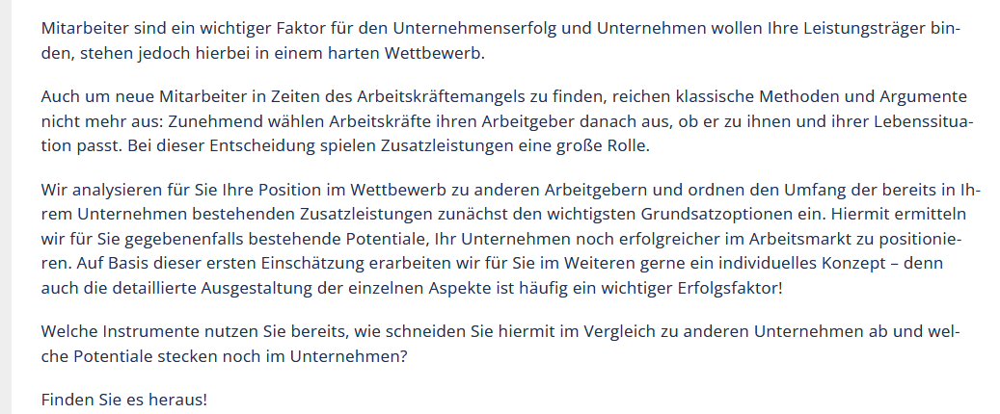 Mitarbeiter sind ein wichtiger Faktor für den Unternehmenserfolg und Unternehmen wollen Ihre Leistungsträger bin-
den, stehen jedoch hierbei in einem harten Wettbewerb.
Auch um neue Mitarbeiter in Zeiten des Arbeitskräftemangels zu finden, reichen klassische Methoden und Argumente
nicht mehr aus: Zunehmend wählen Arbeitskräfte ihren Arbeitgeber danach aus, ob er zu ihnen und ihrer Lebenssitua-
tion passt. Bei dieser Entscheidung spielen Zusatzleistungen eine große Rolle.
Wir analysieren für Sie Ihre Position im Wettbewerb zu anderen Arbeitgebern und ordnen den Umfang der bereits in Ih-
rem Unternehmen bestehenden Zusatzleistungen zunächst den wichtigsten Grundsatzoptionen ein. Hiermit ermitteln
wir für Sie gegebenenfalls bestehende Potentiale, Ihr Unternehmen noch erfolgreicher im Arbeitsmarkt zu positionie-
ren. Auf Basis dieser ersten Einschätzung erarbeiten wir für Sie im Weiteren gerne ein individuelles Konzept – denn
auch die detaillierte Ausgestaltung der einzelnen Aspekte ist häufig ein wichtiger Erfolgsfaktor!
Welche Instrumente nutzen Sie bereits, wie schneiden Sie hiermit im Vergleich zu anderen Unternehmen ab und wel-
che Potentiale stecken noch im Unternehmen?
Finden Sie es heraus!